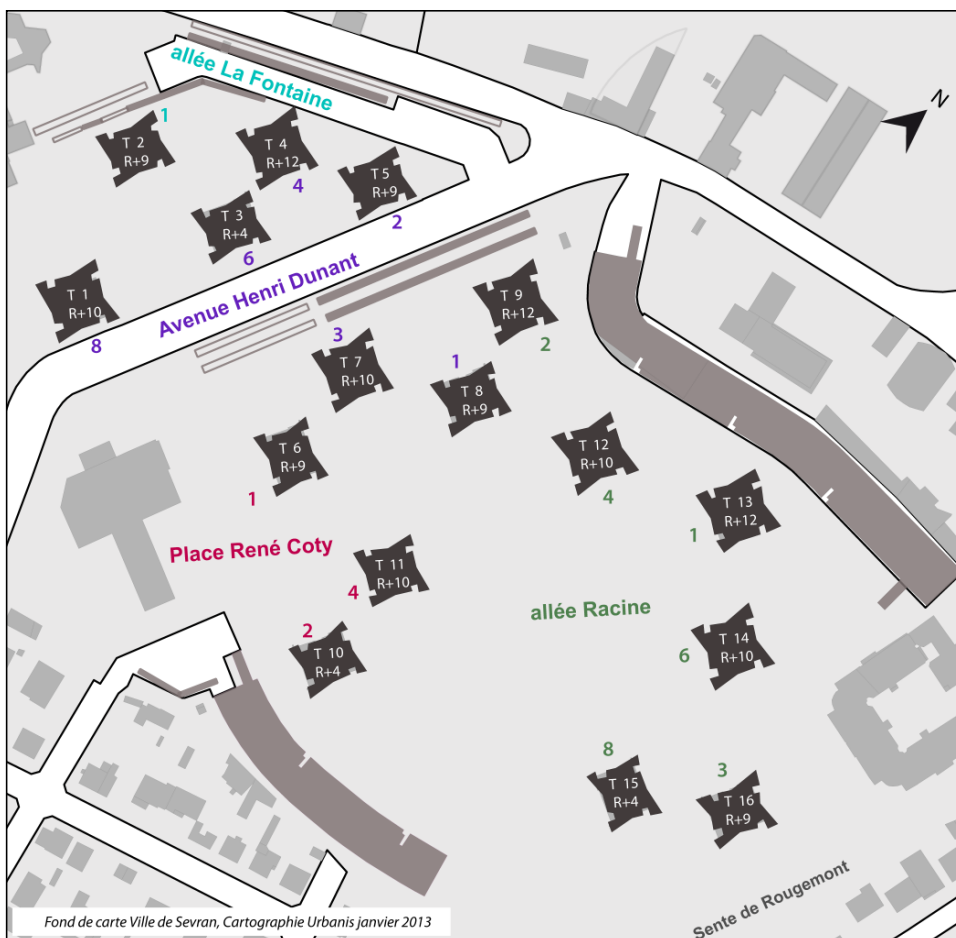 allée La Fontaine
N
1
T 2
R+9
T 4
R+12
4
T 5
R+9
2
T 3
R+4
6
T 1
R+10
8
Avenue Henri Dunant
T 9
R+12
2
3
T 7
R+10
1
T 8
R+9
T 6
R+9
1
T 12
R+10
4
T 13
R+12
1
Place René Coty
T 11
R+10
4
allée Racine
2
T 10
R+4
T 14
R+10
6
8
T 15
R+4
3
T 16
R+9
Sente de Rougemont
Fond de carte Ville de Sevran, Cartographie Urbanis janvier 2013